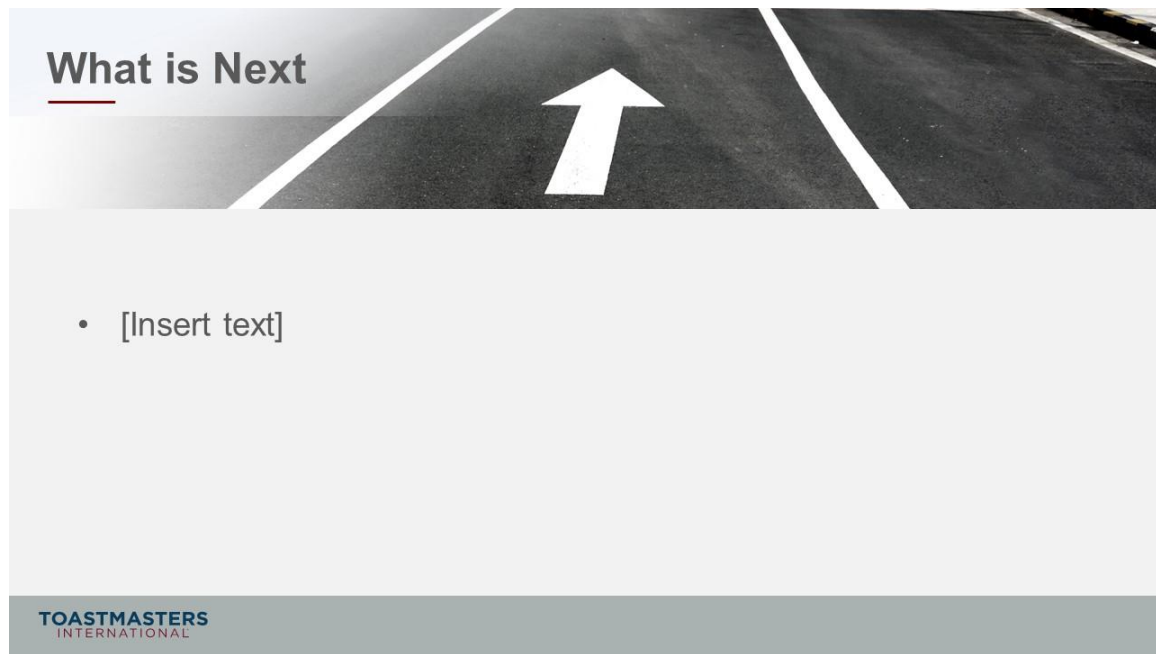 What is Next
• [Insert text]
TOASTMASTERS
INTERNATIONAL